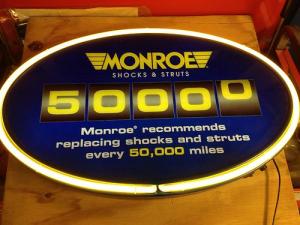 MONROE
SHOCKS & STRUTS
50000
Monroe® recommends
replacing shocks and struts
every 50,000 miles